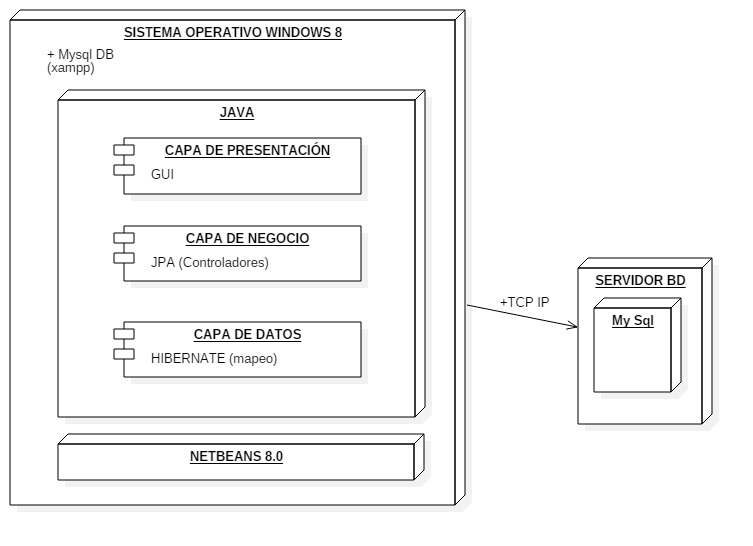 SISTEMA OPERATIVO WINDOWS 8
+ Mysql DB
(xampp)
JAVA
CAPA DE PRESENTACIÓN
GUI
CAPA DE NEGOCIO
JPA (Controladores)
CAPA DE DATOS
HIBERNATE (mapeo)
NETBEANS 8.0
+TCP IP
SERVIDOR BD
My Sql